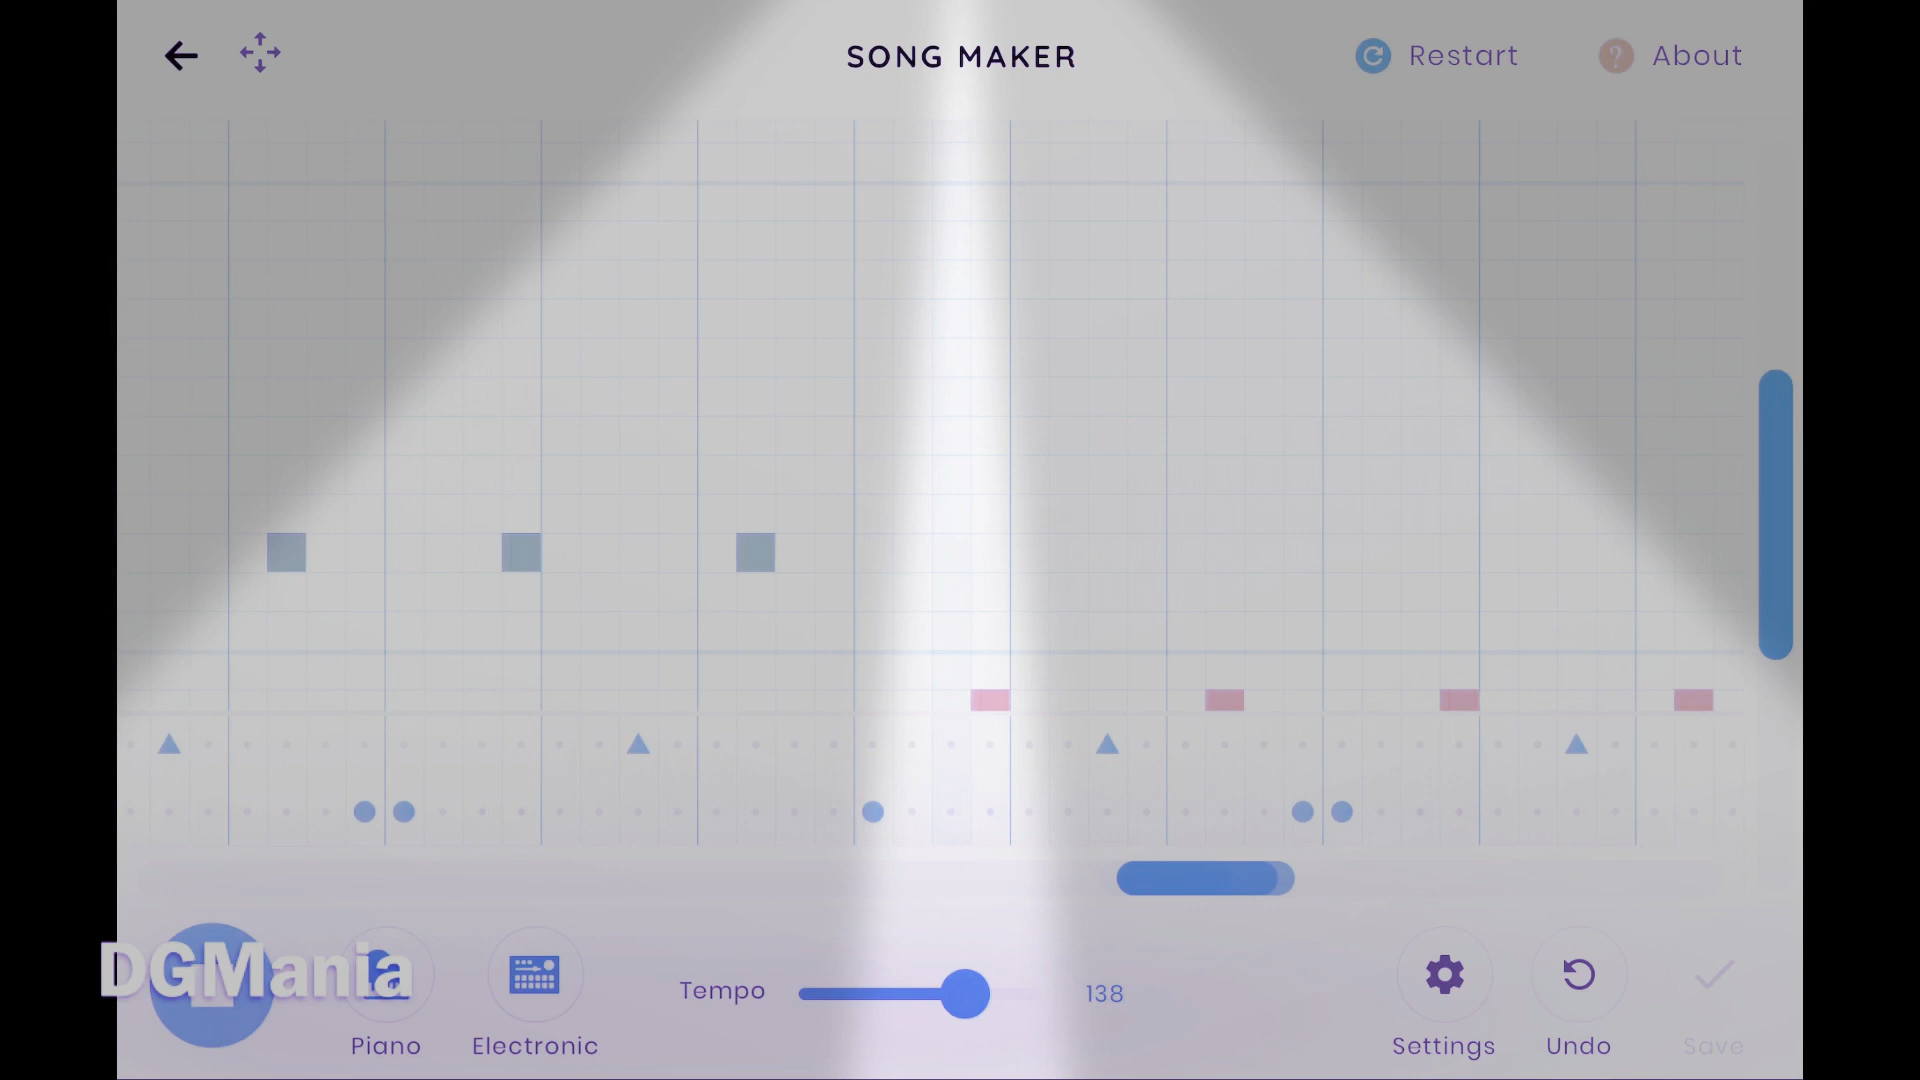 SONG MAKER
Restart
About
DGMania
Tempo
138
Piano
Electronic
Settings
Undo
Save